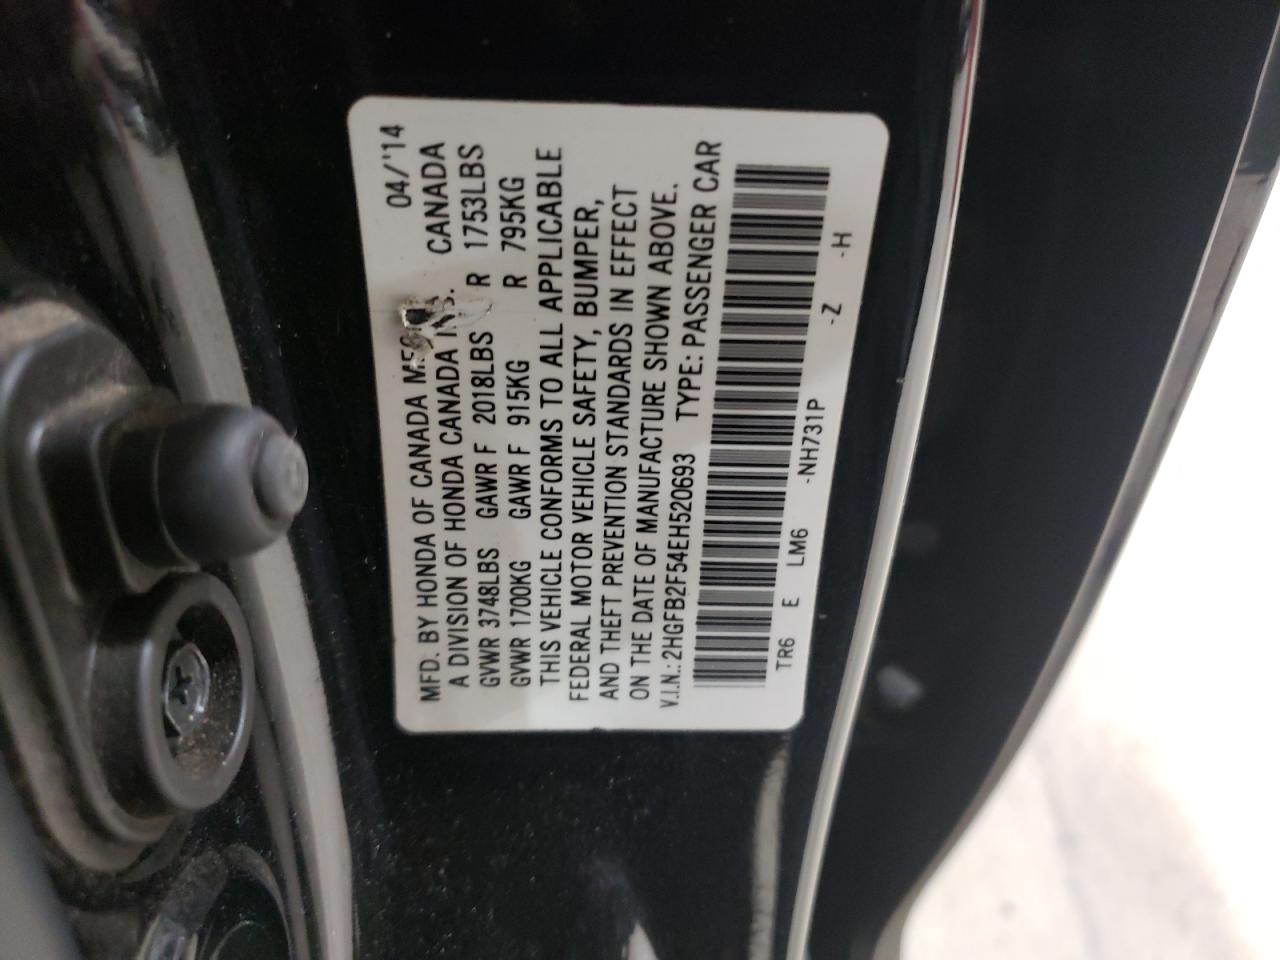 MFD. BY HONDA OF CANADA 04/'14
A DIVISION OF HONDA CANADA CANADA
GVWR 3748LBS GAWR F 2018LBS R 1753LBS
GVWR 1700KG GAWR F 915KG R 795KG
THIS VEHICLE CONFORMS TO ALL APPLICABLE
FEDERAL MOTOR VEHICLE SAFETY, BUMPER,
AND THEFT PREVENTION STANDARDS IN EFFECT
ON THE DATE OF MANUFACTURE SHOWN ABOVE.
V.I.N.: 2HGFB2F54EH520693 TYPE: PASSENGER CAR
TR6 E LM6 -NH731P -Z -H